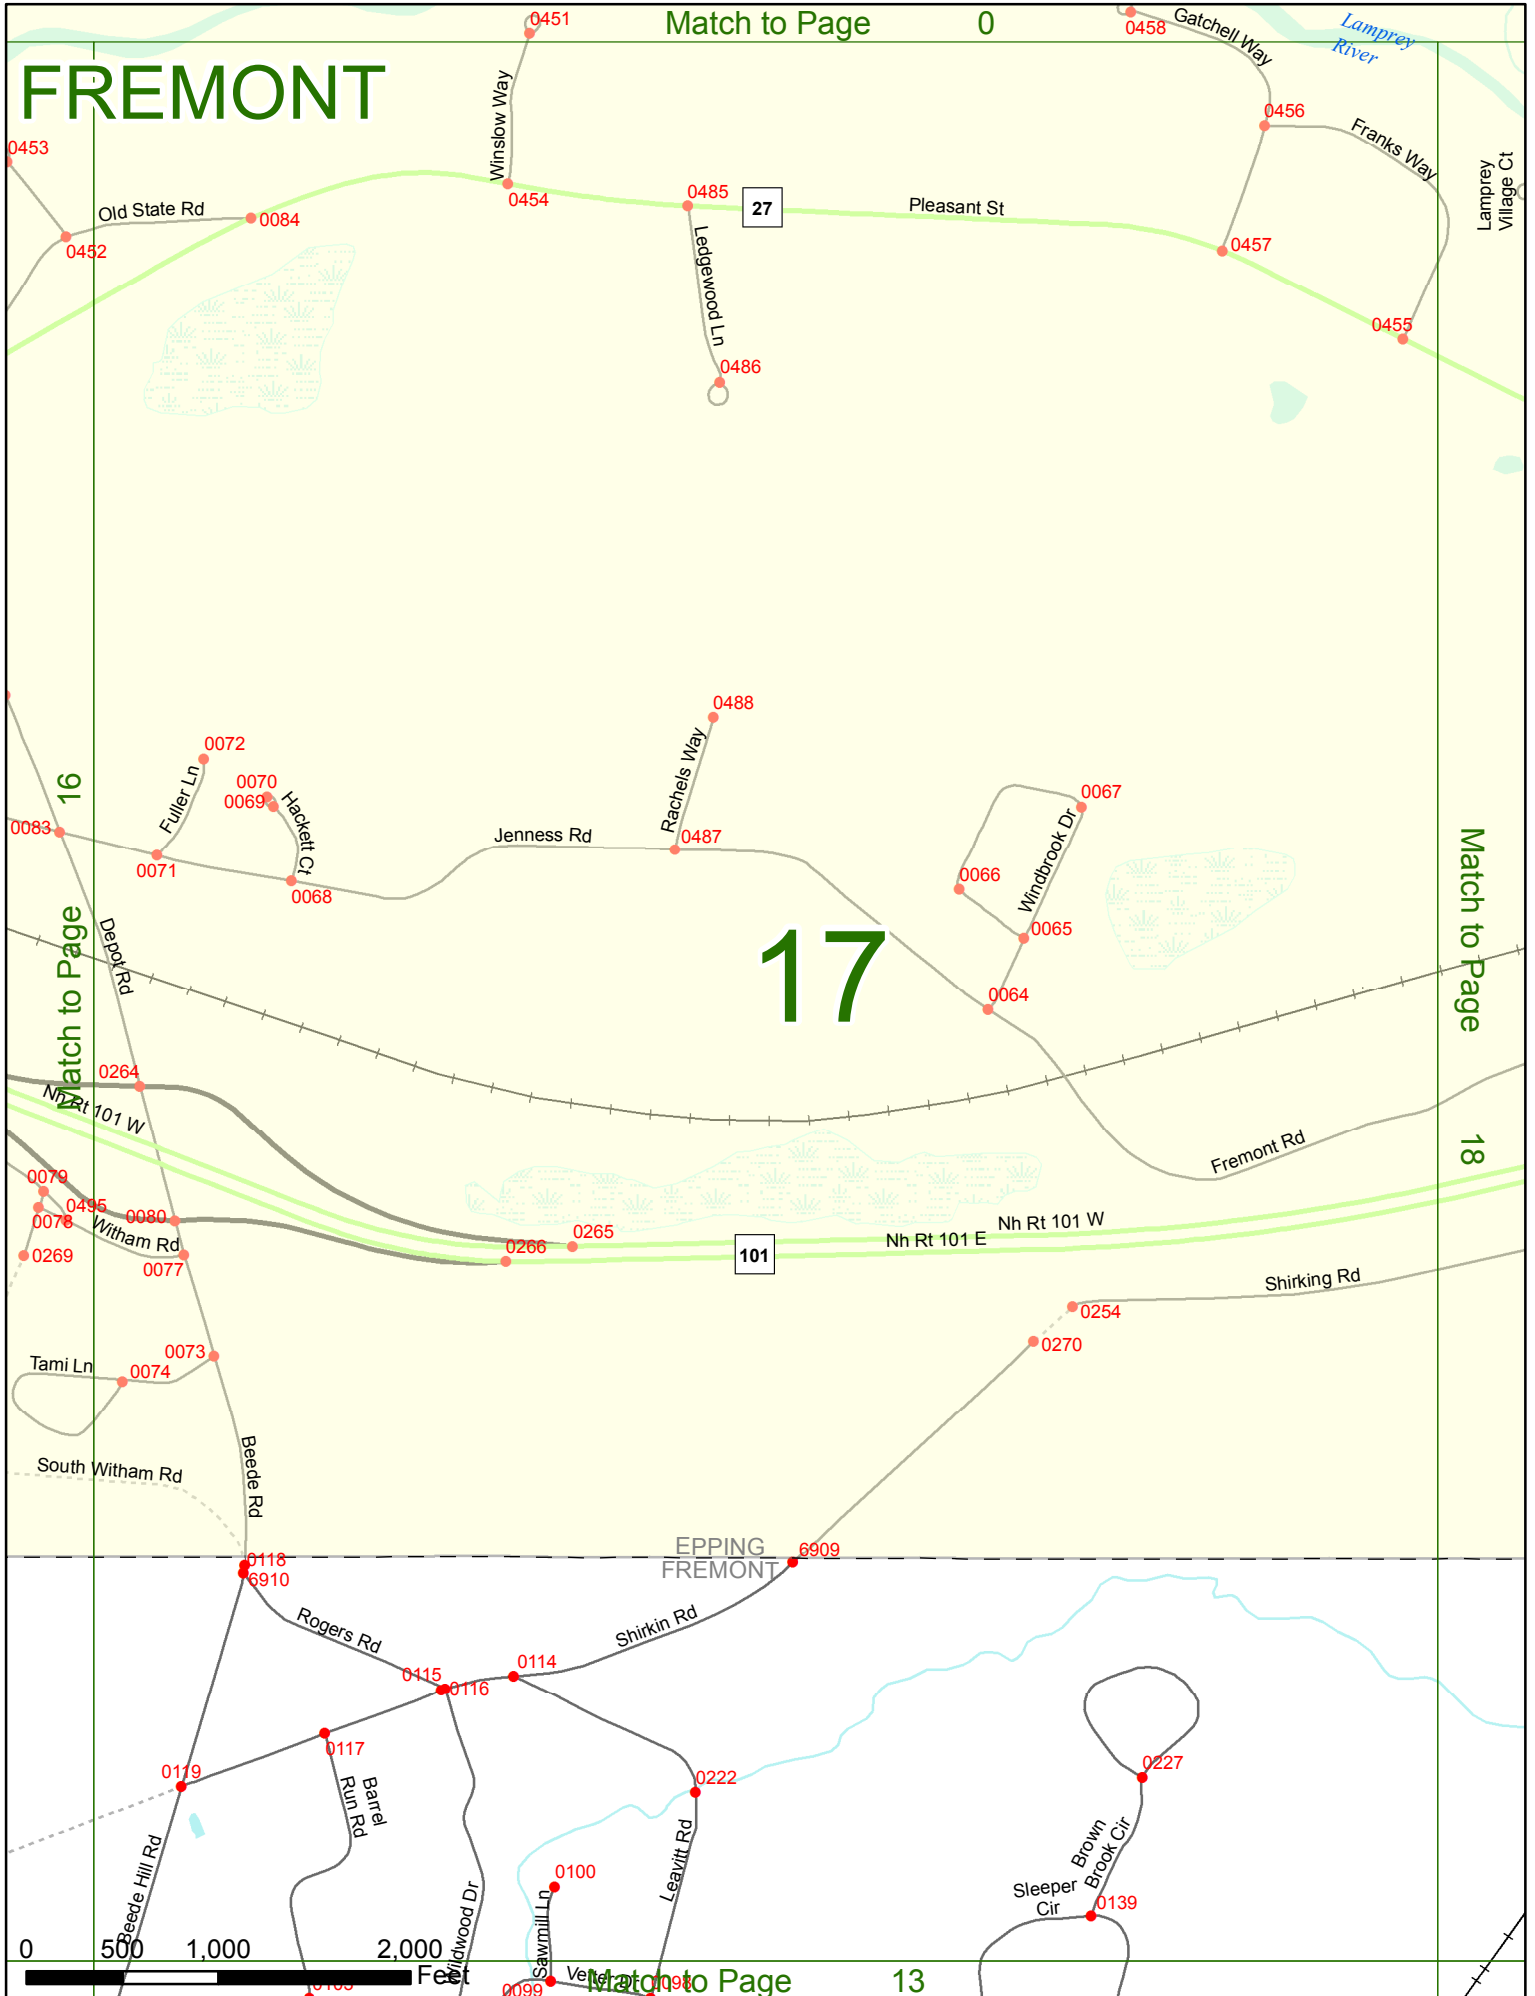 0451
Match to Page 0
0458
Gatchell Way
Lamprey
River
FREMONT
Winslow Way
0456
Franks Way
0453
Lamprey
Village Ct
Old State Rd
0084
0454
0485
27
Pleasant St
0452
0457
Ledgewood Ln
0455
0486
0488
0072
16
Fuller Ln
0070
0069
Hackett Ct
Rachels Way
0067
0083
Jenness Rd
0487
Windbrook Dr
0071
0068
0066
Match to Page
Match to Page
Depot Rd
17
0065
0064
0264
Nh Rt 101 W
18
Fremont Rd
0079
0495
0078
0080
Witham Rd
0269
0077
0265
0266
101
Nh Rt 101 W
Nh Rt 101 E
Shirking Rd
0254
0270
0073
Tami Ln
0074
Beede Rd
South Witham Rd
EPPING
FREMONT
6909
0118
6910
Rogers Rd
Shirkin Rd
0114
0115
0116
0117
0119
Barrel
Run Rd
0222
0227
Beede Hill Rd
Leavitt Rd
Brown
Brook Cir
0100
Sawmill Ln
Wildwood Dr
Sleeper
Cir
0139
0 500 1,000 2,000
Feet
0099
0098
Match to Page 13